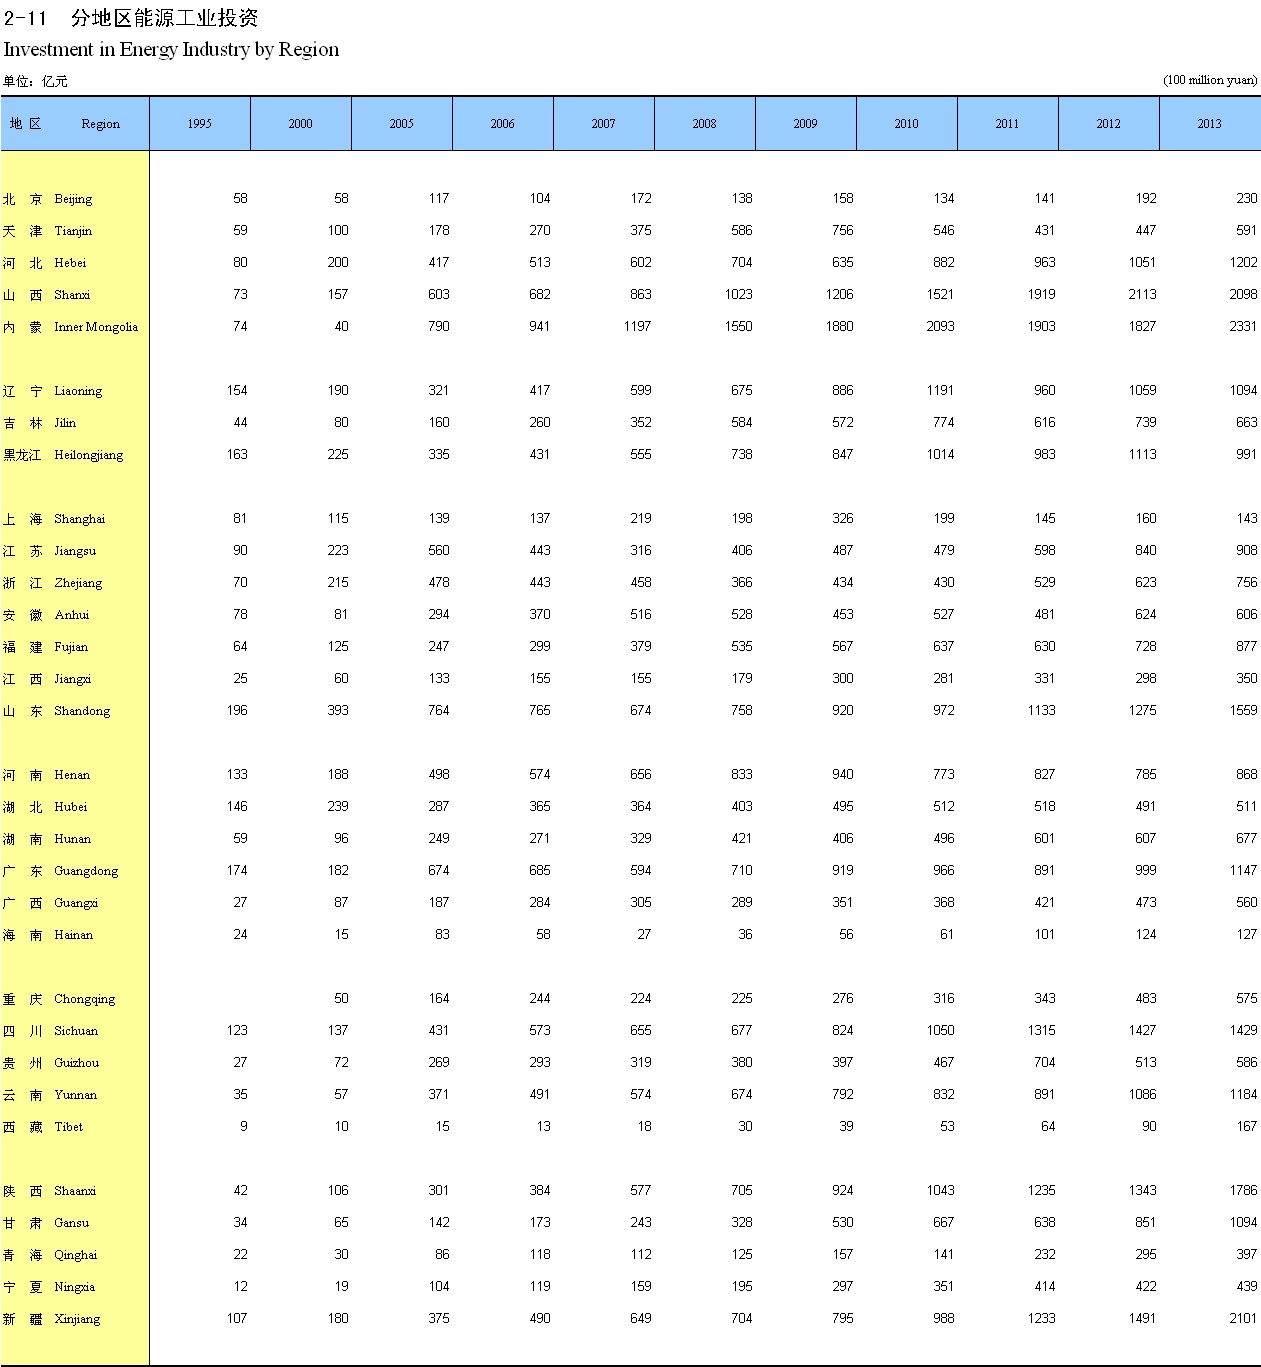 2-11 分地区能源工业投资
Investment in Energy Industry by Region
单位：亿元 (100 million yuan)
地 区 Region 1995 2000 2005 2006 2007 2008 2009 2010 2011 2012 2013
北 京 Beijing 58 58 117 104 172 138 158 134 141 192 230
天 津 Tianjin 59 100 178 270 375 586 756 546 431 447 591
河 北 Hebei 80 200 417 513 602 704 635 882 963 1051 1202
山 西 Shanxi 73 157 603 682 863 1023 1206 1521 1919 2113 2098
内 蒙 Inner Mongolia 74 40 790 941 1197 1550 1880 2093 1903 1827 2331
辽 宁 Liaoning 154 190 321 417 599 675 886 1191 960 1059 1094
吉 林 Jilin 44 80 160 260 352 584 572 774 616 739 663
黑龙江 Heilongjiang 163 225 335 431 555 738 847 1014 983 1113 991
上 海 Shanghai 81 115 139 137 219 198 326 199 145 160 143
江 苏 Jiangsu 90 223 560 443 316 406 487 479 598 840 908
浙 江 Zhejiang 70 215 478 443 458 366 434 430 529 623 756
安 徽 Anhui 78 81 294 370 516 528 453 527 481 624 606
福 建 Fujian 64 125 247 299 379 535 567 637 630 728 877
江 西 Jiangxi 25 60 133 155 155 179 300 281 331 298 350
山 东 Shandong 196 393 764 765 674 758 920 972 1133 1275 1559
河 南 Henan 133 188 498 574 656 833 940 773 827 785 868
湖 北 Hubei 146 239 287 365 364 403 495 512 518 491 511
湖 南 Hunan 59 96 249 271 329 421 406 496 601 607 677
广 东 Guangdong 174 182 674 685 594 710 919 966 891 999 1147
广 西 Guangxi 27 87 187 284 305 289 351 368 421 473 560
海 南 Hainan 24 15 83 58 27 36 56 61 101 124 127
重 庆 Chongqing 50 164 244 224 225 276 316 343 483 575
四 川 Sichuan 123 137 431 573 655 677 824 1050 1315 1427 1429
贵 州 Guizhou 27 72 269 293 319 380 397 467 704 513 586
云 南 Yunnan 35 57 371 491 574 674 792 832 891 1086 1184
西 藏 Tibet 9 10 15 13 18 30 39 53 64 90 167
陕 西 Shaanxi 42 106 301 384 577 705 924 1043 1235 1343 1786
甘 肃 Gansu 34 65 142 173 243 328 530 667 638 851 1094
青 海 Qinghai 22 30 86 118 112 125 157 141 232 295 397
宁 夏 Ningxia 12 19 104 119 159 195 297 351 414 422 439
新 疆 Xinjiang 107 180 375 490 649 704 795 988 1233 1491 2101